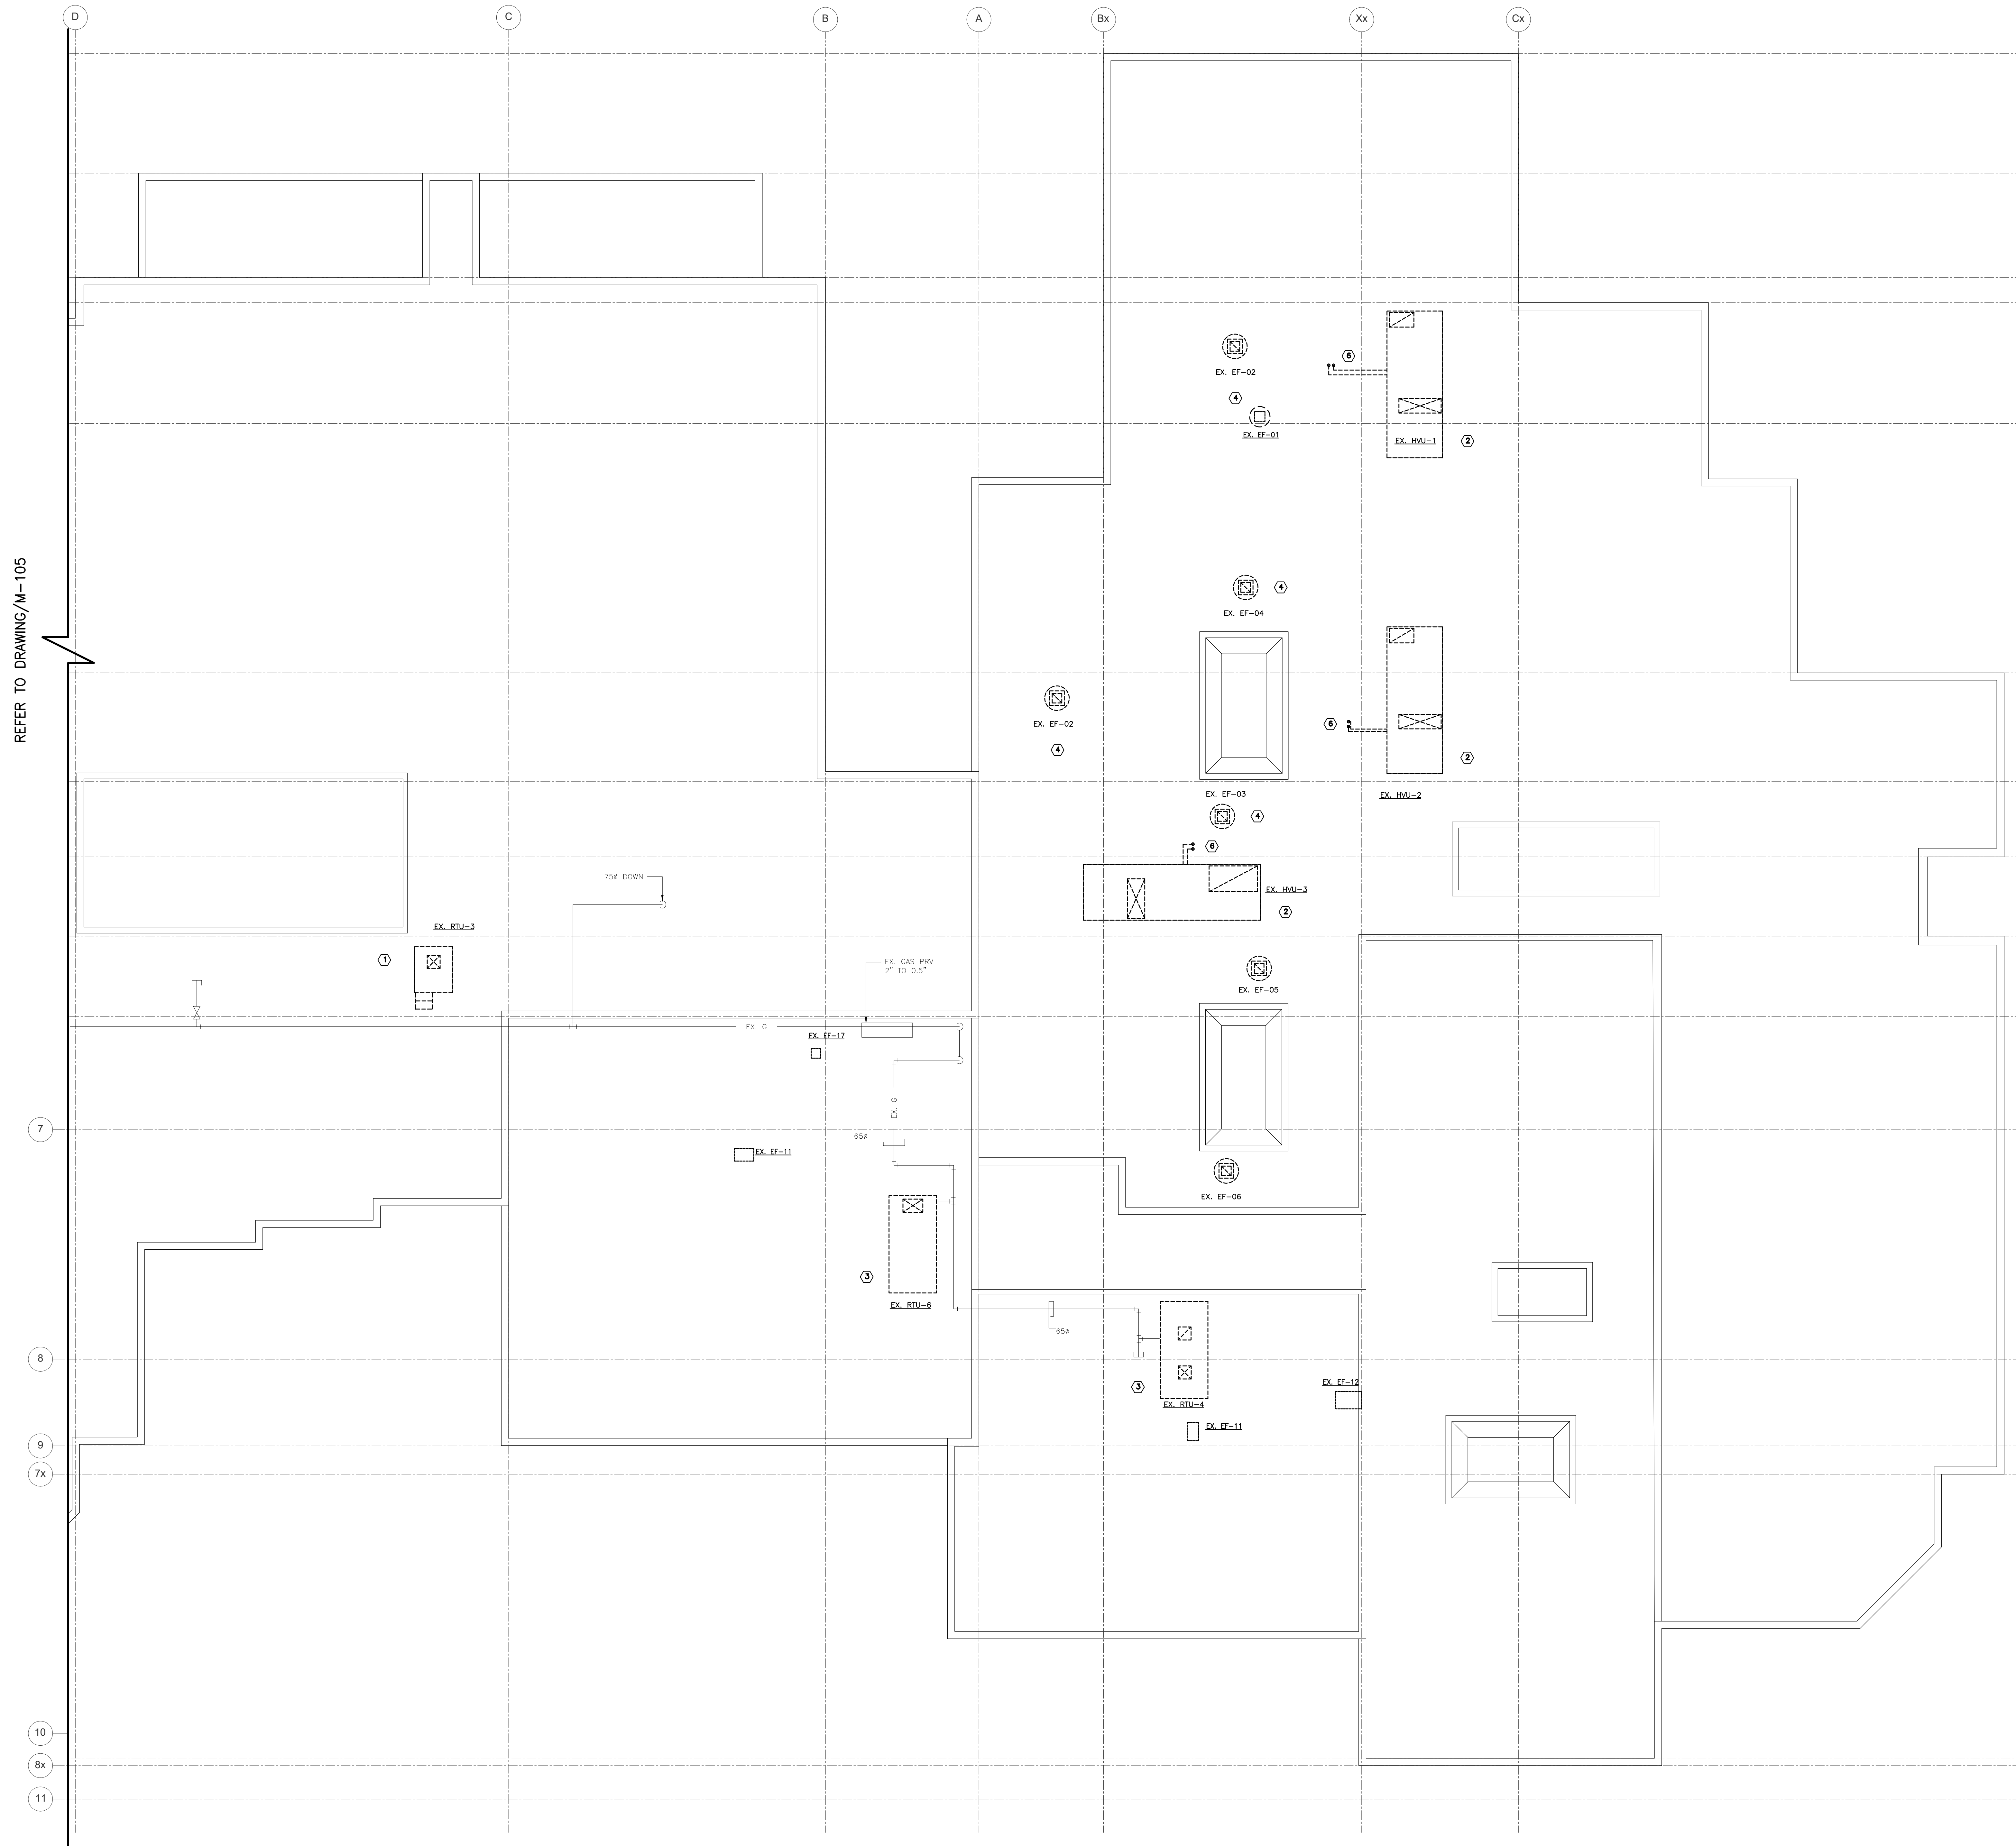 D
C
B
A
Bx
Xx
Cx
6
EX. EF-02
4
EX. EF-01
EX. HVU-1
2
REFER TO DRAWING/M-105
4
EX. EF-04
EX. EF-02
6
4
2
EX. EF-03
EX. HVU-2
4
6
75ø DOWN
EX. HVU-3
2
EX. RTU-3
1
EX. GAS PRV
2" TO 0.5"
EX. EF-05
EX. G
EX. EF-17
EX. G
7
65ø
EX. EF-11
EX. EF-06
3
EX. RTU-6
65ø
8
EX. EF-12
3
EX. RTU-4
EX. EF-11
9
7x
10
8x
11